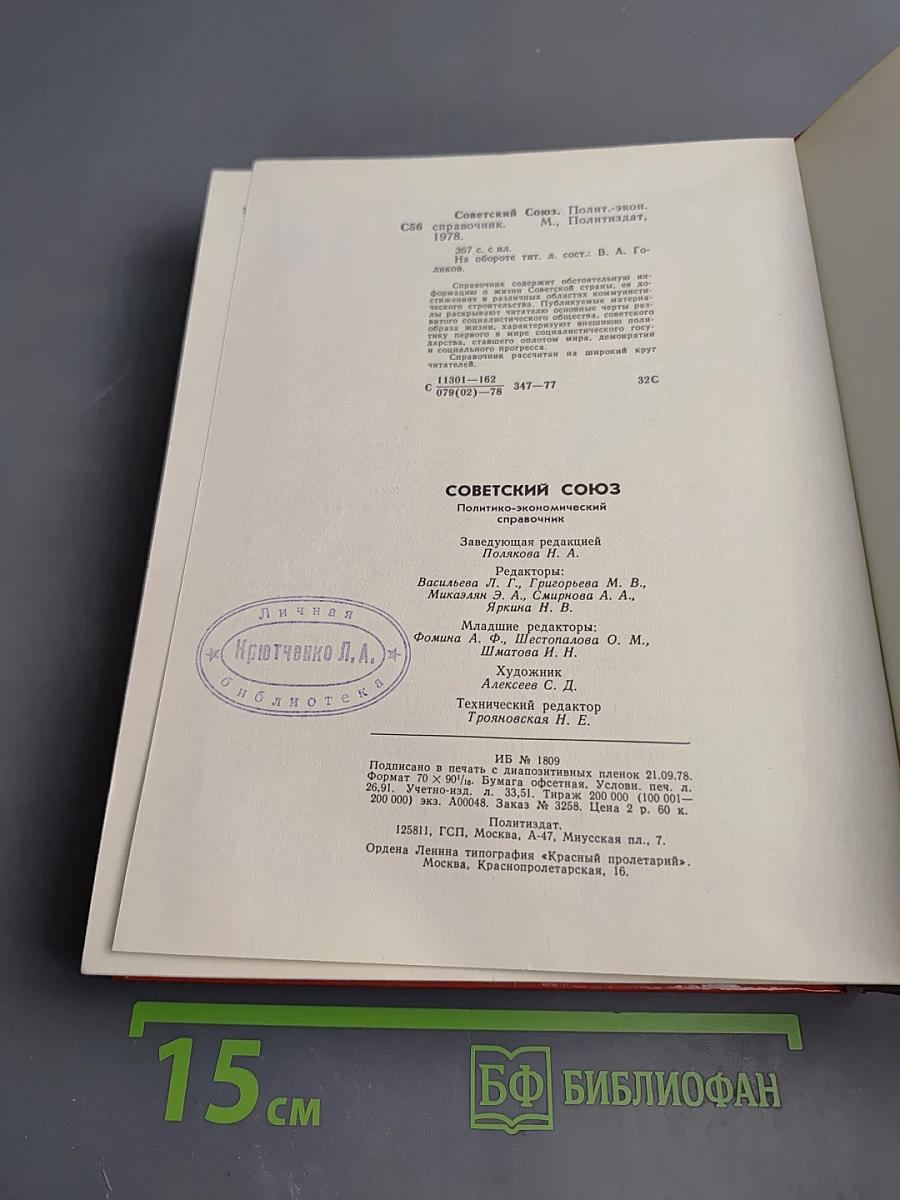 Советский Союз. Полит.-экон.
С56 справочник. М., Политиздат,
1978.
367 с. с ил.
На обороте тит. л. сост.: В. А. Го-
ликов.
Справочник содержит обстоятельную ин-
формацию о жизни Советской страны, ее до-
стижениях в различных областях коммунисти-
ческого строительства. Публикуемые материа-
лы раскрывают читателю основные черты раз-
витого социалистического общества, советского
образа жизни, характеризуют внешнюю поли-
тику первого в мире социалистического госу-
дарства, ставшего оплотом мира, демократии
и социального прогресса.
Справочник рассчитан на широкий круг
читателей.
С 11301—162
079(02)—78 347—77 32С
СОВЕТСКИЙ СОЮЗ
Политико-экономический
справочник
Заведующая редакцией
Полякова Н. А.
Редакторы:
Васильева Л. Г., Григорьева М. В.,
Микаэлян Э. А., Смирнова А. А.,
Яркина Н. В.
Младшие редакторы:
Фомина А. Ф., Шестопалова О. М.,
Шматова И. Н.
Художник
Алексеев С. Д.
Технический редактор
Трояновская Н. Е.
Личная
Крютченко Л. А.
библиотека
ИБ № 1809
Подписано в печать с диапозитивных пленок 21.09.78.
Формат 70 × 90¹/₁₆. Бумага офсетная. Условн. печ. л.
26,91. Учетно-изд. л. 33,51. Тираж 200 000 (100 001—
200 000) экз. А00048. Заказ № 3258. Цена 2 р. 60 к.
Политиздат.
125811, ГСП, Москва, А-47, Миусская пл., 7.
Ордена Ленина типография «Красный пролетарий».
Москва, Краснопролетарская, 16.
15 см
БФ БИБЛИОФАН